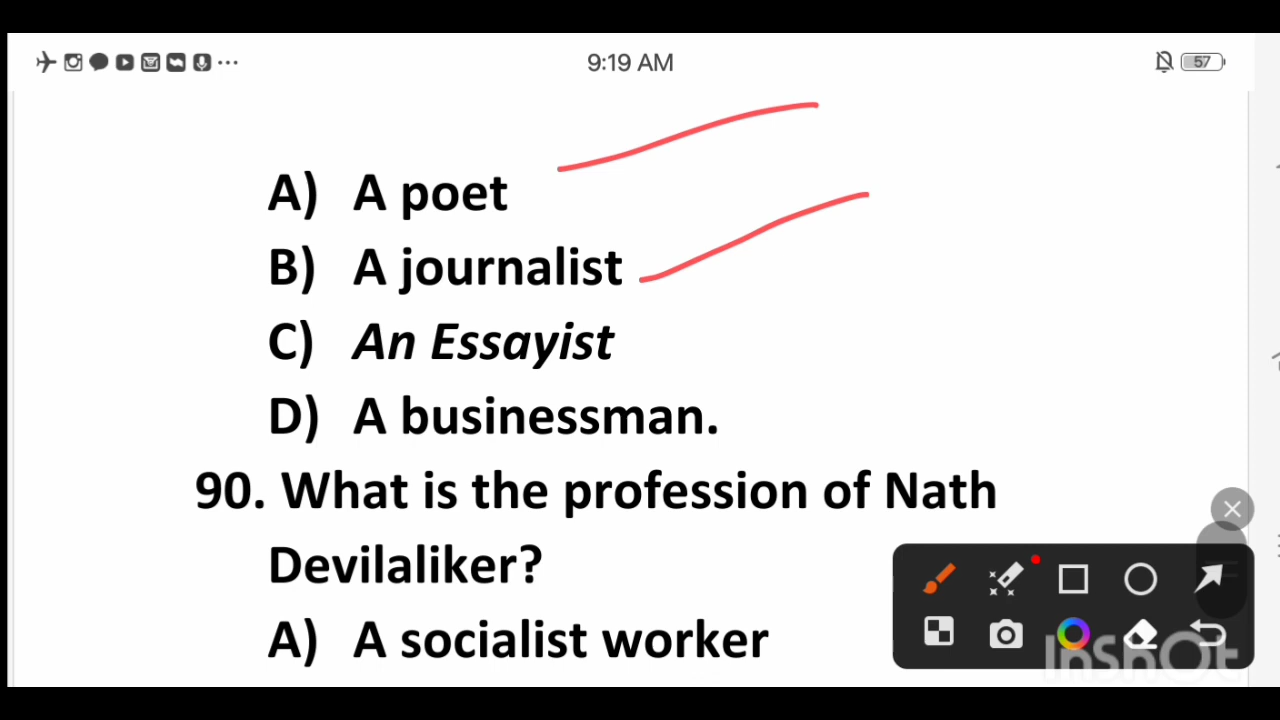 9:19 AM
57
A) A poet
B) A journalist
C) An Essayist
D) A businessman.
90. What is the profession of Nath
Devilaliker?
A) A socialist worker
InShOt